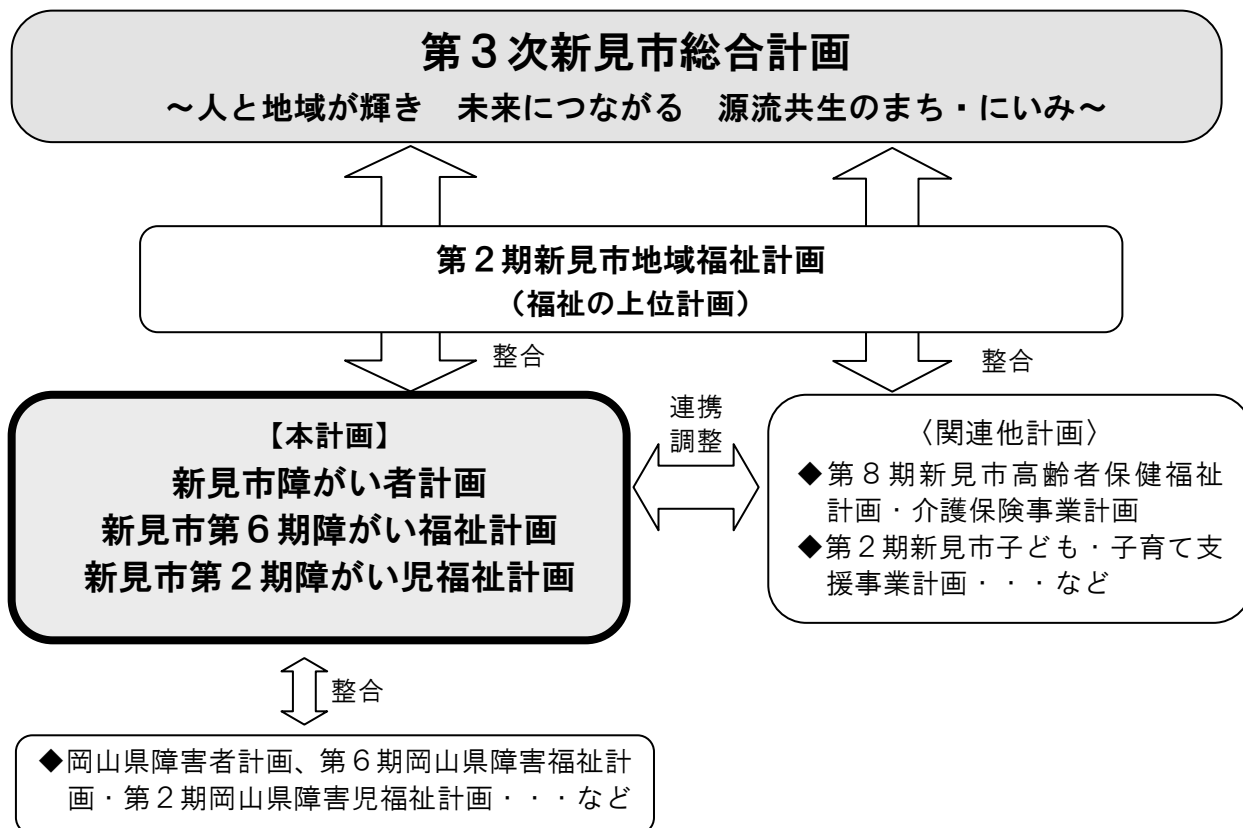 第３次新見市総合計画
～人と地域が輝き　未来につながる　源流共生のまち・にいみ～
第２期新見市地域福祉計画
（福祉の上位計画）
整合
整合
【本計画】
新見市障がい者計画
新見市第６期障がい福祉計画
新見市第２期障がい児福祉計画
連携
調整
〈関連他計画〉
◆第８期新見市高齢者保健福祉
計画・介護保険事業計画
◆第２期新見市子ども・子育て支
援事業計画・・・など
整合
◆岡山県障害者計画、第６期岡山県障害福祉計
画・第２期岡山県障害児福祉計画・・・など